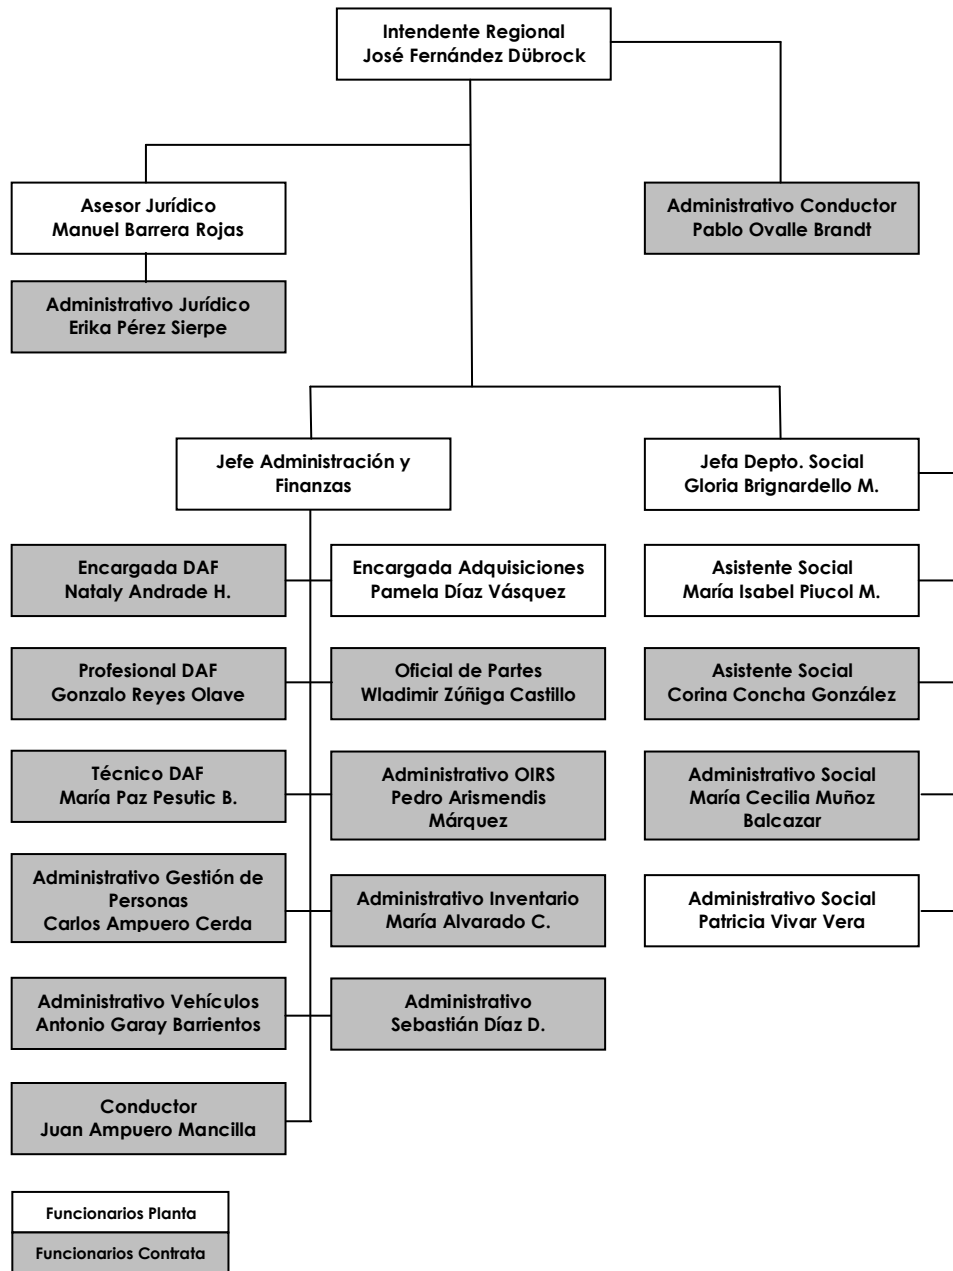 Intendente Regional
José Fernández Dübrock
Asesor Jurídico
Manuel Barrera Rojas
Administrativo Conductor
Pablo Ovalle Brandt
Administrativo Jurídico
Erika Pérez Sierpe
Jefe Administración y
Finanzas
Jefa Depto. Social
Gloria Brignardello M.
Encargada DAF
Nataly Andrade H.
Encargada Adquisiciones
Pamela Díaz Vásquez
Asistente Social
María Isabel Piucol M.
Profesional DAF
Gonzalo Reyes Olave
Oficial de Partes
Wladimir Zúñiga Castillo
Asistente Social
Corina Concha González
Técnico DAF
María Paz Pesutic B.
Administrativo OIRS
Pedro Arismendis
Márquez
Administrativo Social
María Cecilia Muñoz
Balcazar
Administrativo Gestión de
Personas
Carlos Ampuero Cerda
Administrativo Inventario
María Alvarado C.
Administrativo Social
Patricia Vivar Vera
Administrativo Vehículos
Antonio Garay Barrientos
Administrativo
Sebastián Díaz D.
Conductor
Juan Ampuero Mancilla
Funcionarios Planta
Funcionarios Contrata